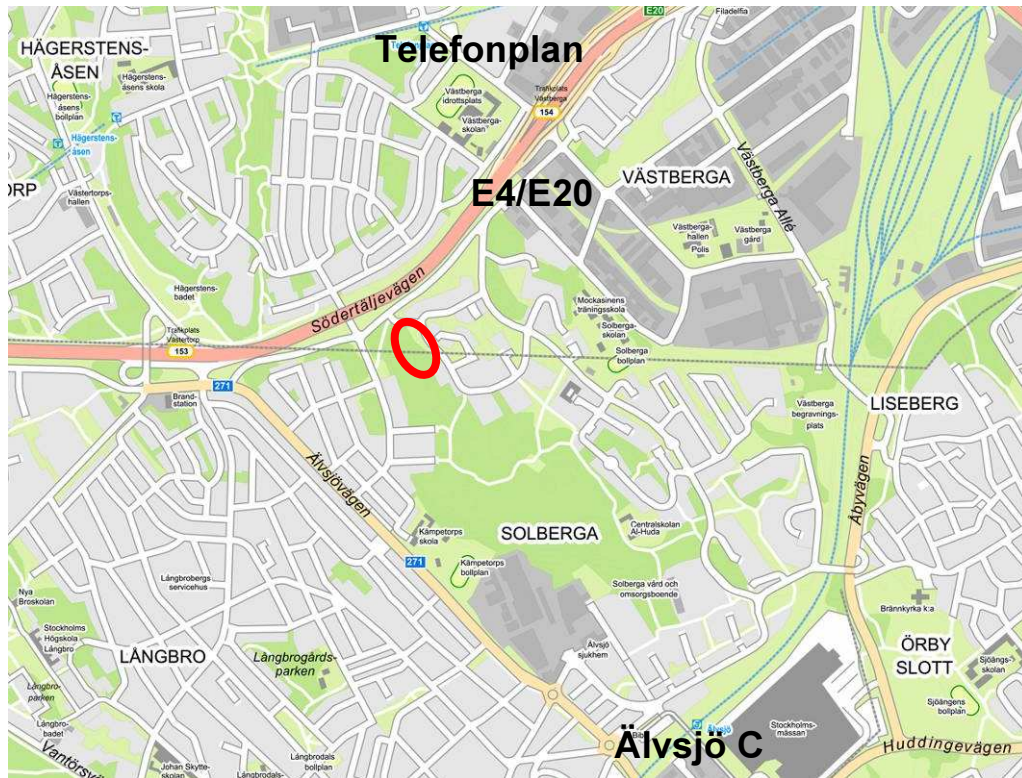 Filadelfia
E20
HÄGERSTENS-
ÅSEN
Telefonplan
Hägerstens-
åsens skola
Hägerstens-
åsens
bollplan
Västberga
idrottsplats
Västberga-
skolan
Trafikplats
Västberga
154
Hägerstens-
åsen
Västertorps-
hallen
ORP
E4/E20
VÄSTBERGA
Västberga Allé
Västberga-
hallen
Polis
Västberga
gård
Södertäljevägen
Hägerstens-
badet
Trafikplats
Västertorp
153
Mockasinens
träningsskola
Solberga-
skolan
Solberga
bollplan
271
Brand-
station
Västberga
begravnings-
plats
LISEBERG
Älvsjövägen
Åbyvägen
Kämpetorps
skola
SOLBERGA
Centralskolan
Al-Huda
271
Kämpetorps
bollplan
Långbrobergs
servicehus
Solberga vård och
omsorgsboende
Nya
Broskolan
Brännkyrka k:a
Stockholms
Högskola
Långbro
LÅNGBRO
Långbrogårds-
parken
Älvsjö
sjukhem
ÖRBY
SLOTT
Sjöängs-
skolan
Långbro-
parken
Sjöängens
bollplan
Långbro-
badet
Älvsjö
Stockholms-
mässan
Bibl
Älvsjö C
Huddingevägen
Vantörsv
Johan Skytte-
skolan
Långbrodals-
Långbrodals
bollplan